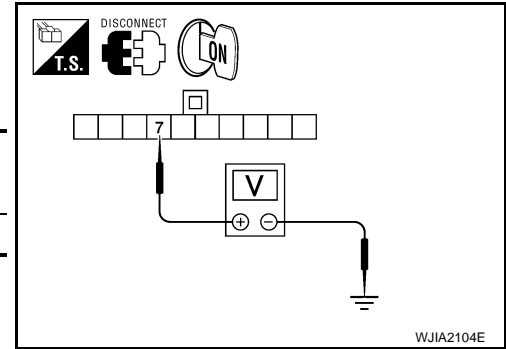 DISCONNECT
T.S.
ON
7
V
+ −
WJIA2104E